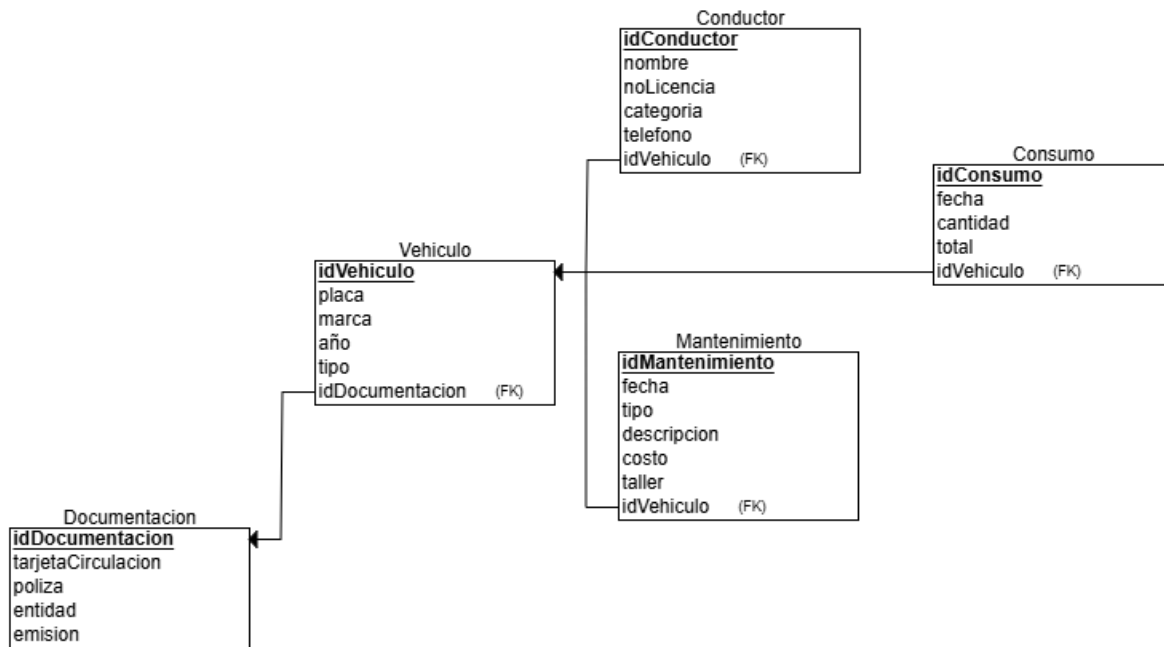 Conductor
idConductor
nombre
noLicencia
categoria
telefono
idVehiculo (FK)
Consumo
idConsumo
fecha
cantidad
total
idVehiculo (FK)
Vehiculo
idVehiculo
placa
marca
año
tipo
idDocumentacion (FK)
Mantenimiento
idMantenimiento
fecha
tipo
descripcion
costo
taller
idVehiculo (FK)
Documentacion
idDocumentacion
tarjetaCirculacion
poliza
entidad
emision